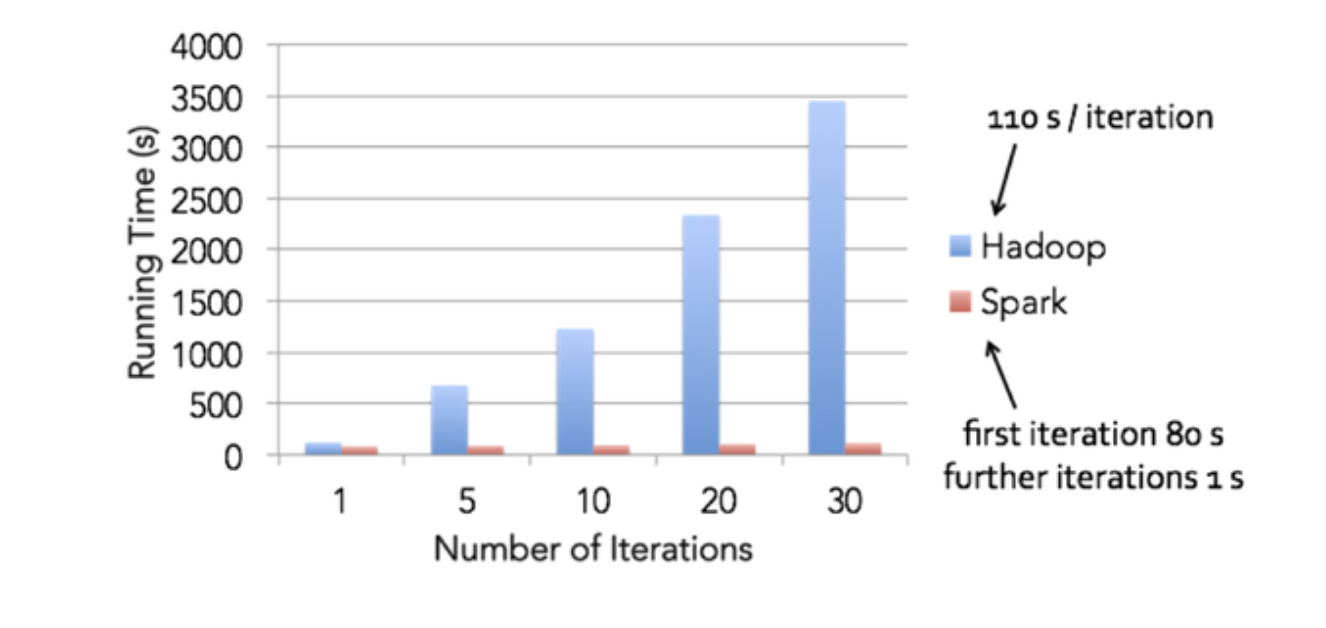 4000
3500
3000
2500
2000
1500
1000
500
0
Running Time (s)
1 5 10 20 30
Number of Iterations
110 s / iteration
Hadoop
Spark
first iteration 80 s
further iterations 1 s